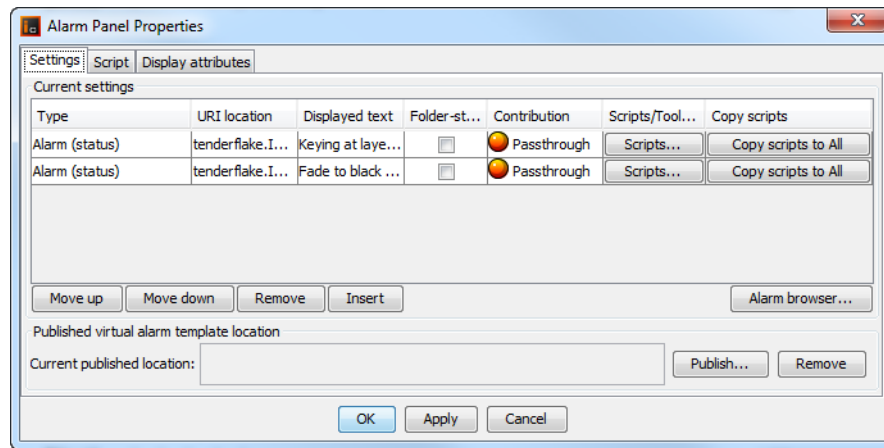 ic Alarm Panel Properties X
Settings Script Display attributes
Current settings
Type URI location Displayed text Folder-st... Contribution Scripts/Tool... Copy scripts
Alarm (status) tenderflake.I... Keying at laye... Passthrough Scripts... Copy scripts to All
Alarm (status) tenderflake.I... Fade to black ... Passthrough Scripts... Copy scripts to All
Move up Move down Remove Insert Alarm browser...
Published virtual alarm template location
Current published location: Publish... Remove
OK Apply Cancel